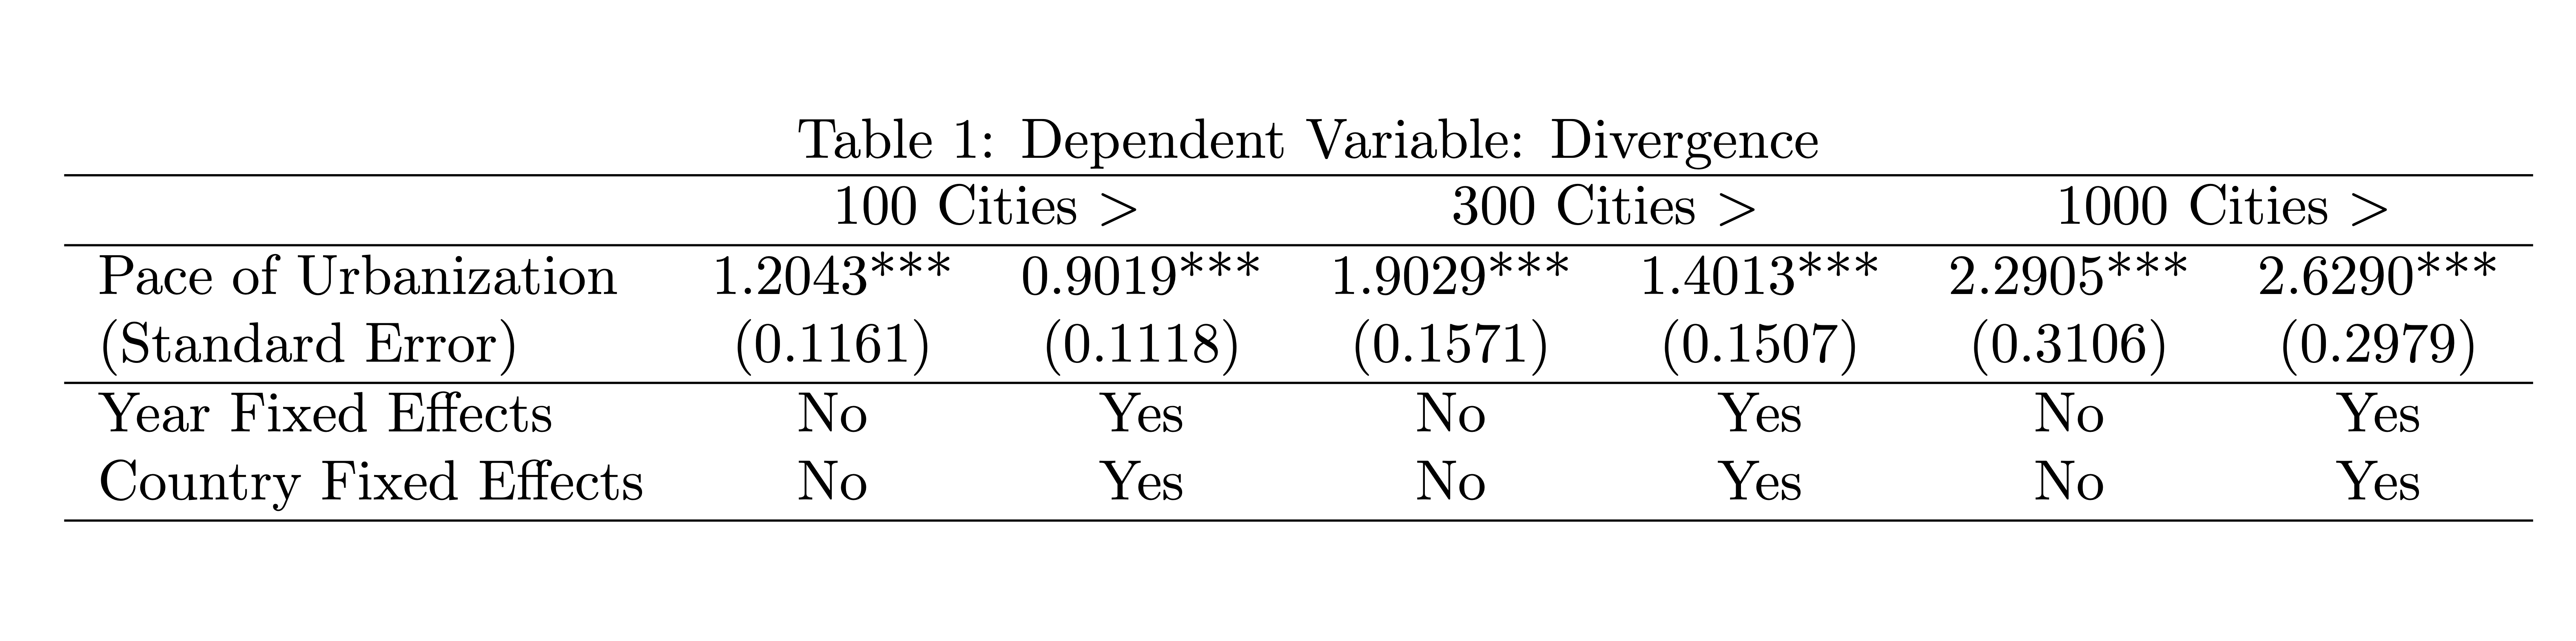 Table 1: Dependent Variable: Divergence
100 Cities > 300 Cities > 1000 Cities >
Pace of Urbanization 1.2043*** 0.9019*** 1.9029*** 1.4013*** 2.2905*** 2.6290***
(Standard Error) (0.1161) (0.1118) (0.1571) (0.1507) (0.3106) (0.2979)
Year Fixed Effects No Yes No Yes No Yes
Country Fixed Effects No Yes No Yes No Yes